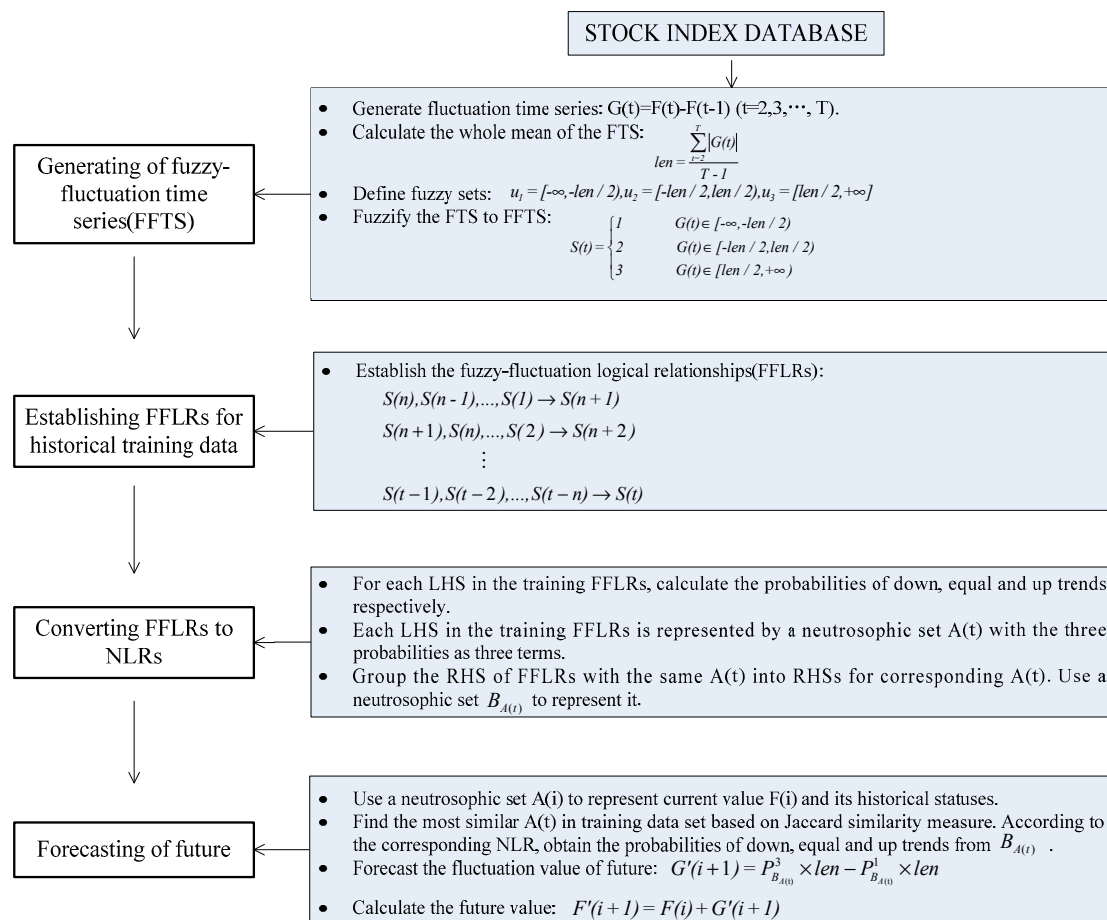 STOCK INDEX DATABASE
Generating of fuzzy-
fluctuation time
series(FFTS)
• Generate fluctuation time series: G(t)=F(t)-F(t-1) (t=2,3,⋯, T).
• Calculate the whole mean of the FTS: len = \frac{\sum_{t=2}^{T}|G(t)|}{T - 1}
• Define fuzzy sets: u₁ = [-∞,-len / 2),u₂ = [-len / 2,len / 2),u₃ = [len / 2,+∞]
• Fuzzify the FTS to FFTS:
S(t) = { 1 G(t)∈ [-∞,-len / 2)
2 G(t)∈ [-len / 2,len / 2)
3 G(t)∈ [len / 2,+∞)
Establishing FFLRs for
historical training data
• Establish the fuzzy-fluctuation logical relationships(FFLRs):
S(n),S(n - 1),...,S(1) → S(n + 1)
S(n+1),S(n),...,S(2) → S(n + 2)
⋮
S(t-1),S(t-2),...,S(t-n) → S(t)
Converting FFLRs to
NLRs
• For each LHS in the training FFLRs, calculate the probabilities of down, equal and up trends
respectively.
• Each LHS in the training FFLRs is represented by a neutrosophic set A(t) with the three
probabilities as three terms.
• Group the RHS of FFLRs with the same A(t) into RHSs for corresponding A(t). Use a
neutrosophic set B_{A(t)} to represent it.
Forecasting of future
• Use a neutrosophic set A(i) to represent current value F(i) and its historical statuses.
• Find the most similar A(t) in training data set based on Jaccard similarity measure. According to
the corresponding NLR, obtain the probabilities of down, equal and up trends from B_{A(t)} .
• Forecast the fluctuation value of future: G'(i+1) = P^{3}_{B_{A(t)}} × len − P^{1}_{B_{A(t)}} × len
• Calculate the future value: F'(i+1) = F(i) + G'(i+1)